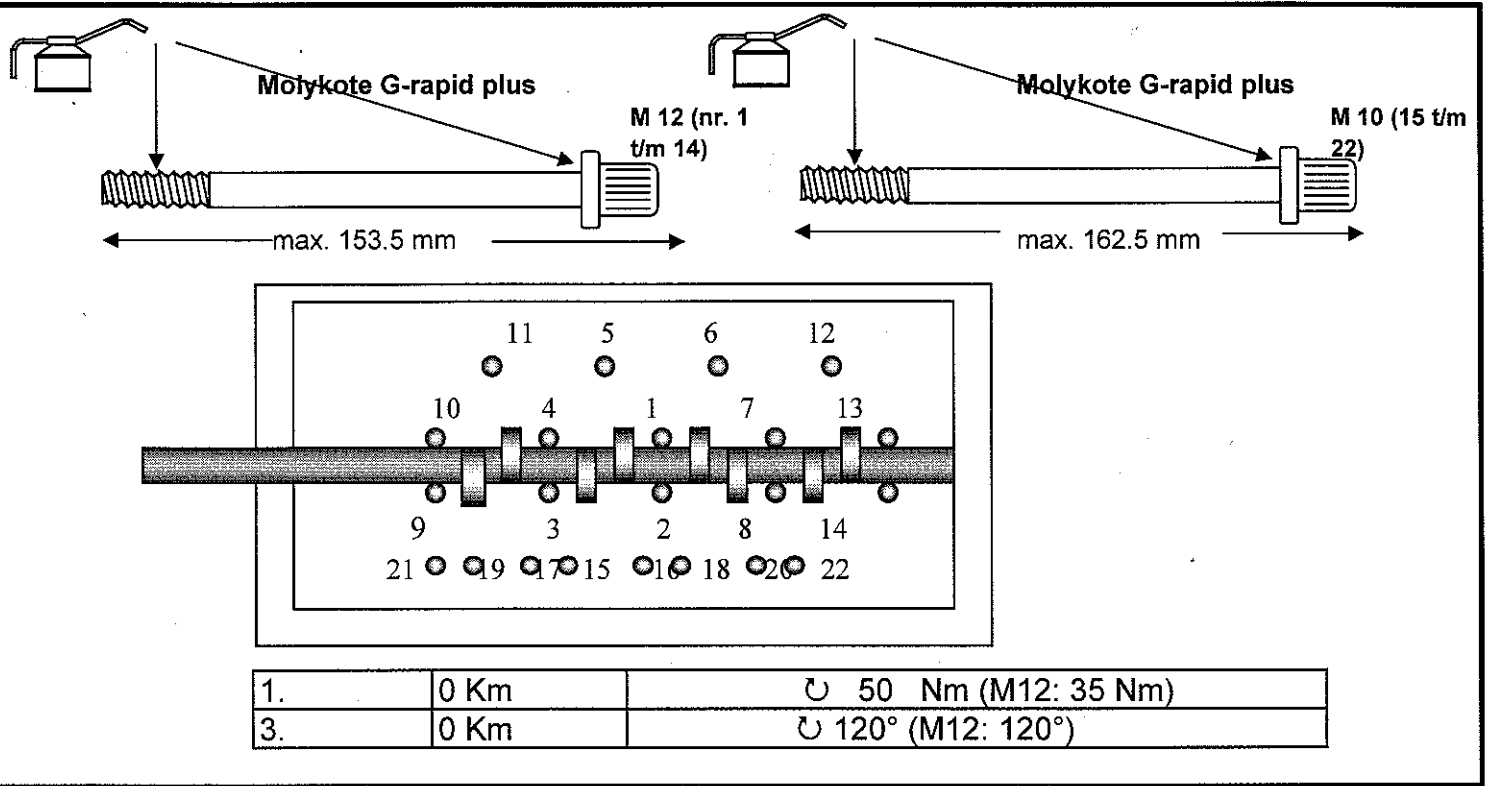 Molykote G-rapid plus
M 12 (nr. 1
t/m 14)
max. 153.5 mm
Molykote G-rapid plus
M 10 (15 t/m
22)
max. 162.5 mm
11 5 6 12
10 4 1 7 13
9 3 2 8 14
21 19 17 15 16 18 20 22
1. 0 Km ↻ 50 Nm (M12: 35 Nm)
3. 0 Km ↻ 120° (M12: 120°)